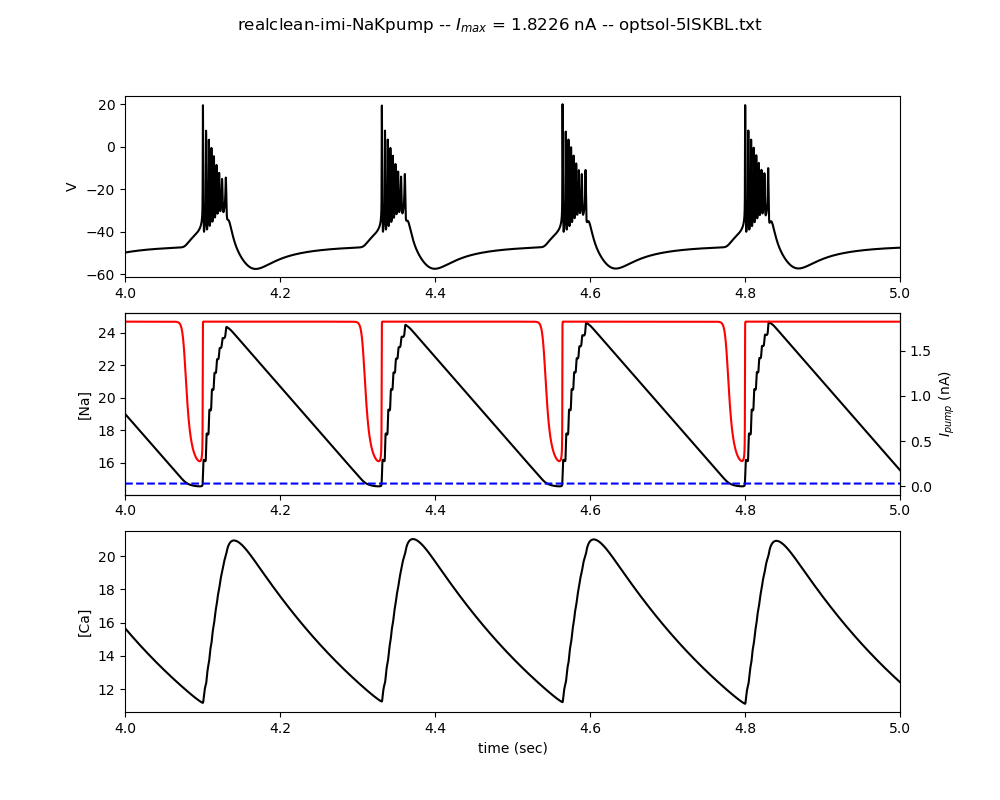 realclean-imi-NaKpump -- I_max = 1.8226 nA -- optsol-5ISKBL.txt
20
0
−20
−40
−60
V
4.0 4.2 4.4 4.6 4.8 5.0
24
22
20
18
16
[Na]
1.5
1.0
0.5
0.0
I_pump (nA)
4.0 4.2 4.4 4.6 4.8 5.0
20
18
16
14
12
[Ca]
4.0 4.2 4.4 4.6 4.8 5.0
time (sec)